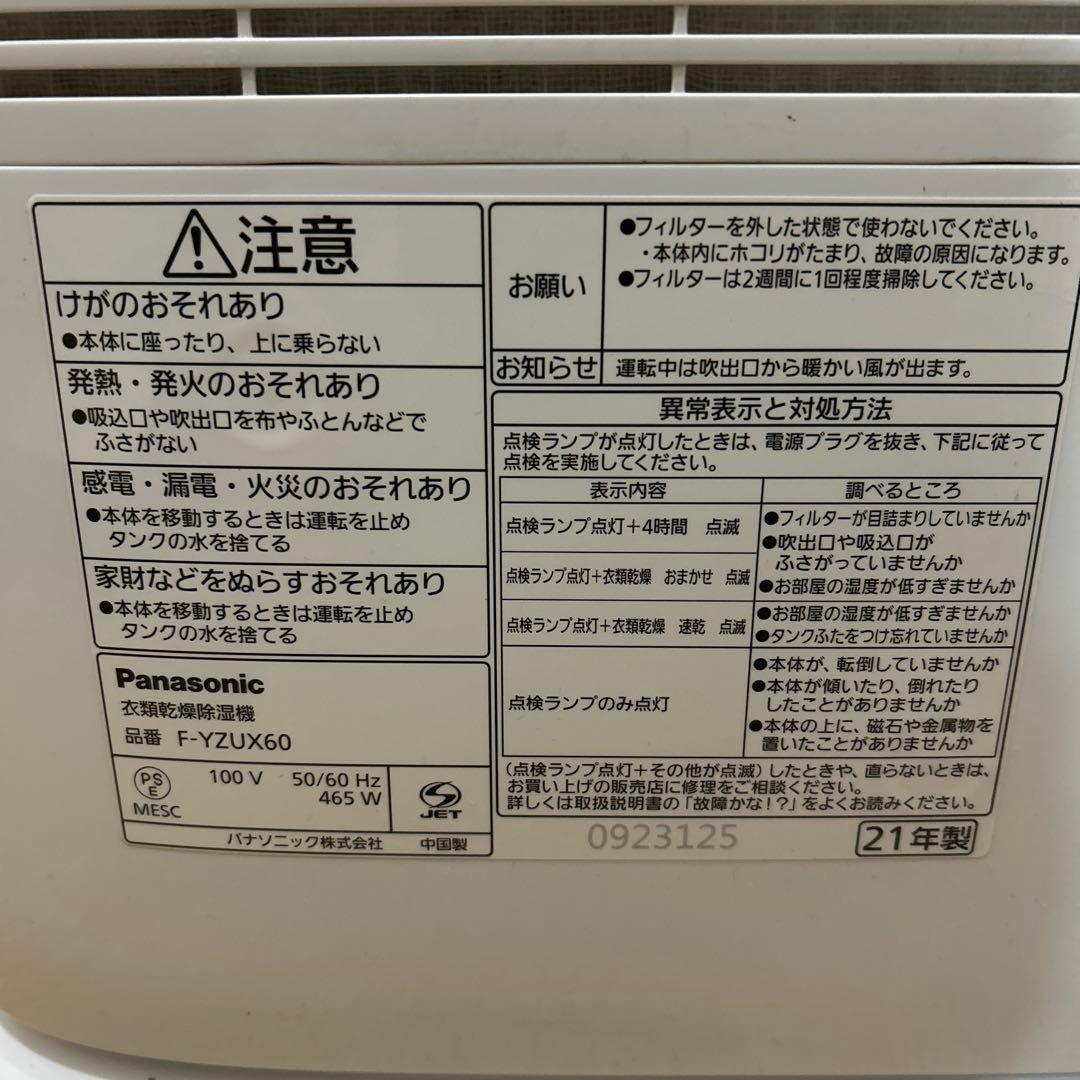 注意
けがのおそれあり
●本体に座ったり、上に乗らない
発熱・発火のおそれあり
●吸込口や吹出口を布やふとんなどで
ふさがない
感電・漏電・火災のおそれあり
●本体を移動するときは運転を止め
タンクの水を捨てる
家財などをぬらすおそれあり
●本体を移動するときは運転を止め
タンクの水を捨てる
Panasonic
衣類乾燥除湿機
品番 F-YZUX60
PS
E
MESC
100 V 50/60 Hz
465 W
JET
パナソニック株式会社 中国製
お願い
●フィルターを外した状態で使わないでください。
・本体内にホコリがたまり、故障の原因になります。
●フィルターは2週間に1回程度掃除してください。
お知らせ 運転中は吹出口から暖かい風が出ます。
異常表示と対処方法
点検ランプが点灯したときは、電源プラグを抜き、下記に従って
点検を実施してください。
表示内容 調べるところ
点検ランプ点灯+4時間 点滅
点検ランプ点灯+衣類乾燥 おまかせ 点滅
●フィルターが目詰まりしていませんか
●吹出口や吸込口が
ふさがっていませんか
●お部屋の湿度が低すぎませんか
点検ランプ点灯+衣類乾燥 速乾 点滅
●お部屋の湿度が低すぎませんか
●タンクふたをつけ忘れていませんか
点検ランプのみ点灯
●本体が、転倒していませんか
●本体が傾いたり、倒れたり
したことがありませんか
●本体の上に、磁石や金属物を
置いたことがありませんか
(点検ランプ点灯+その他が点滅)したときや、直らないときは、
お買い上げの販売店に修理をご相談ください。
詳しくは取扱説明書の「故障かな!?」をよくお読みください。
0923125
21年製